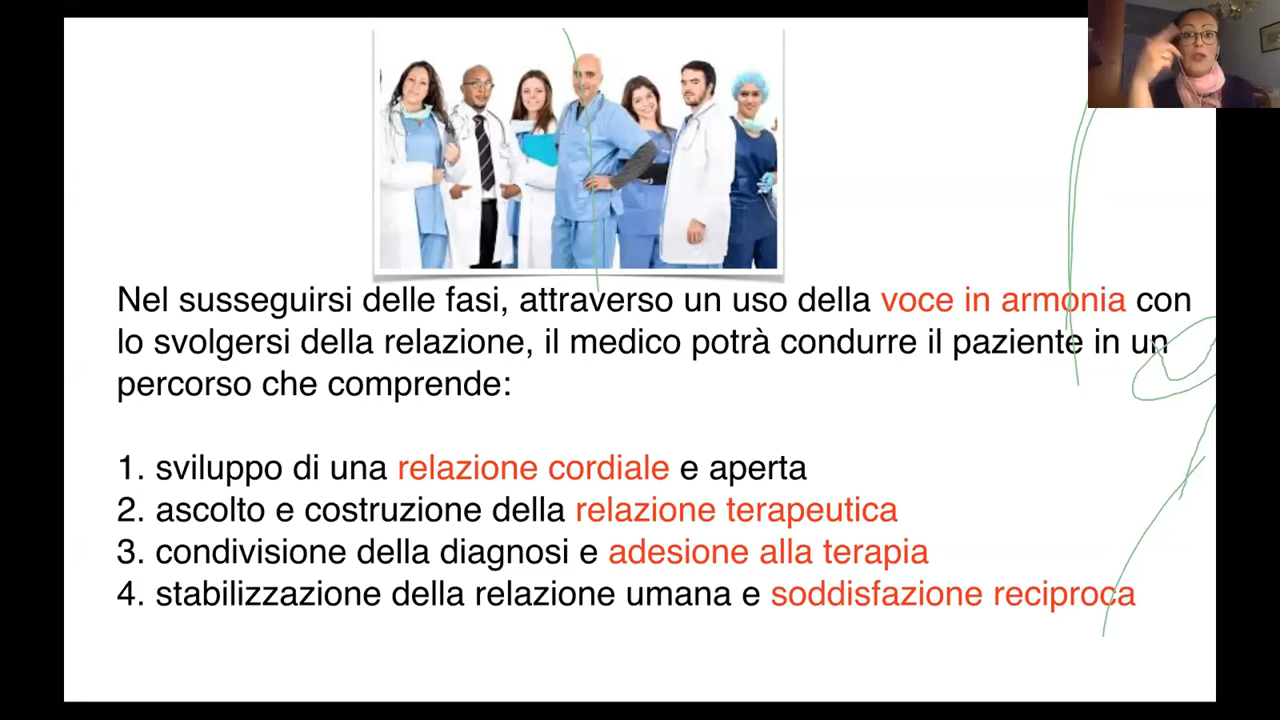 Nel susseguirsi delle fasi, attraverso un uso della voce in armonia con
lo svolgersi della relazione, il medico potrà condurre il paziente in un
percorso che comprende:
1. sviluppo di una relazione cordiale e aperta
2. ascolto e costruzione della relazione terapeutica
3. condivisione della diagnosi e adesione alla terapia
4. stabilizzazione della relazione umana e soddisfazione reciproca